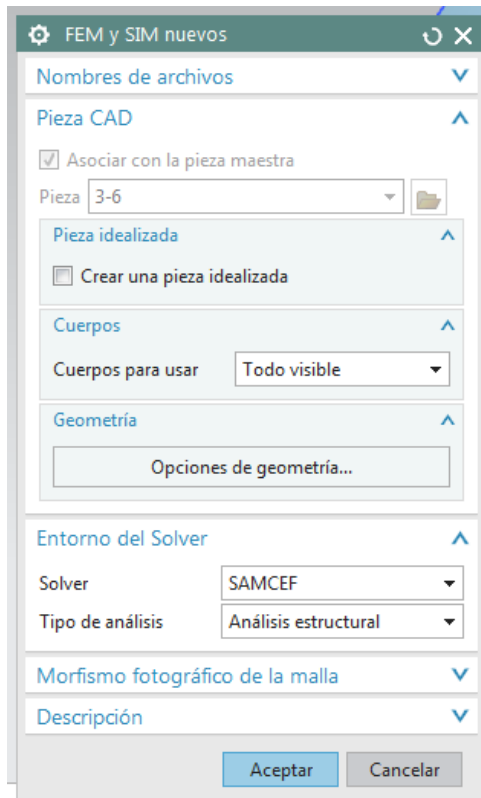 FEM y SIM nuevos
Nombres de archivos
Pieza CAD
Asociar con la pieza maestra
Pieza 3-6
Pieza idealizada
Crear una pieza idealizada
Cuerpos
Cuerpos para usar Todo visible
Geometría
Opciones de geometría...
Entorno del Solver
Solver SAMCEF
Tipo de análisis Análisis estructural
Morfismo fotográfico de la malla
Descripción
Aceptar Cancelar